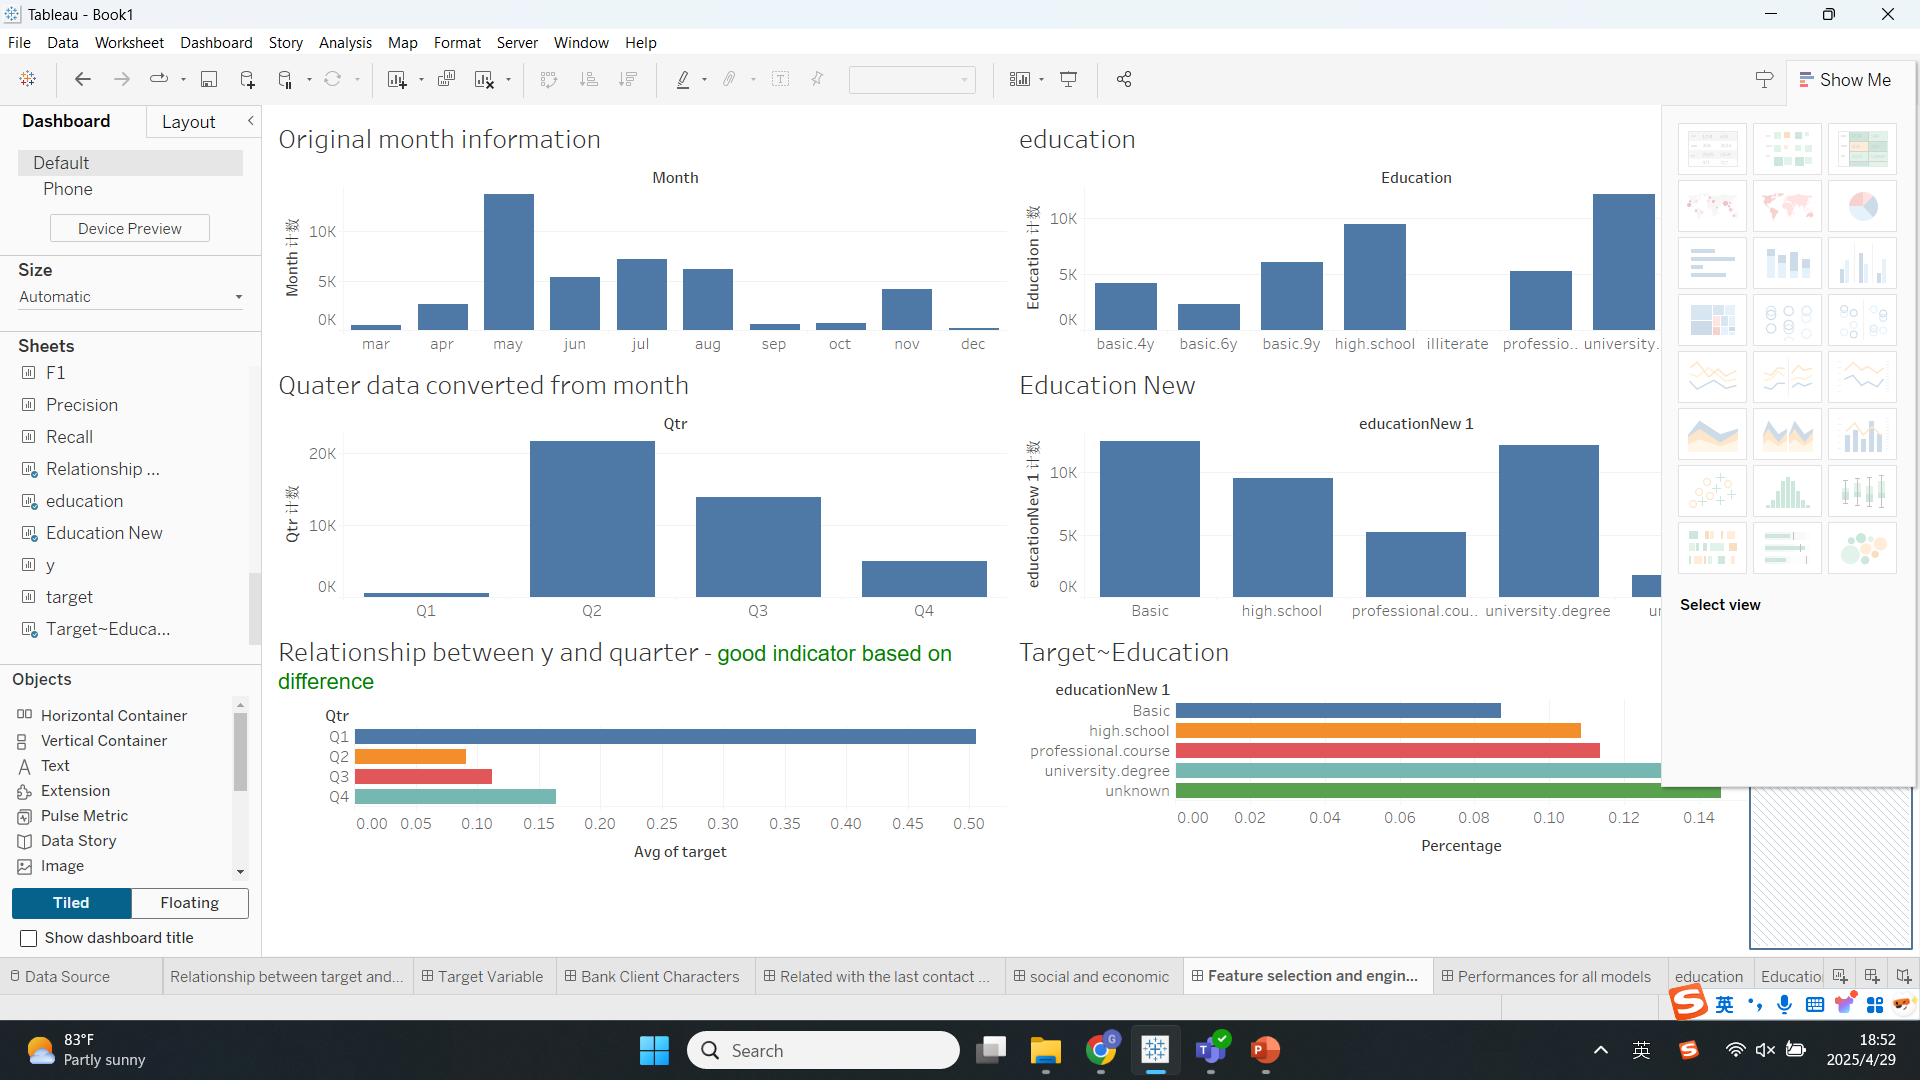 Tableau - Book1
File Data Worksheet Dashboard Story Analysis Map Format Server Window Help
Show Me
Dashboard Layout
Default
Phone
Device Preview
Size
Automatic
Sheets
F1
Precision
Recall
Relationship ...
education
Education New
y
target
Target~Educa...
Objects
Horizontal Container
Vertical Container
Text
Extension
Pulse Metric
Data Story
Image
Tiled Floating
Show dashboard title
Original month information
Month
Month 计数
10K
5K
0K
mar apr may jun jul aug sep oct nov dec
education
Education
Education 计数
10K
5K
0K
basic.4y basic.6y basic.9y high.school illiterate professio.. university.
Quater data converted from month
Qtr
Qtr 计数
20K
10K
0K
Q1 Q2 Q3 Q4
Education New
educationNew 1
educationNew 1 计数
10K
5K
0K
Basic high.school professional.cou.. university.degree un
Relationship between y and quarter - good indicator based on
difference
Qtr
Q1
Q2
Q3
Q4
0.00 0.05 0.10 0.15 0.20 0.25 0.30 0.35 0.40 0.45 0.50
Avg of target
Target~Education
educationNew 1
Basic
high.school
professional.course
university.degree
unknown
0.00 0.02 0.04 0.06 0.08 0.10 0.12 0.14
Percentage
Select view
Data Source Relationship between target and... Target Variable Bank Client Characters Related with the last contact ... social and economic Feature selection and engin... Performances for all models education Educatio
英
83°F
Partly sunny
Search
英
18:52
2025/4/29